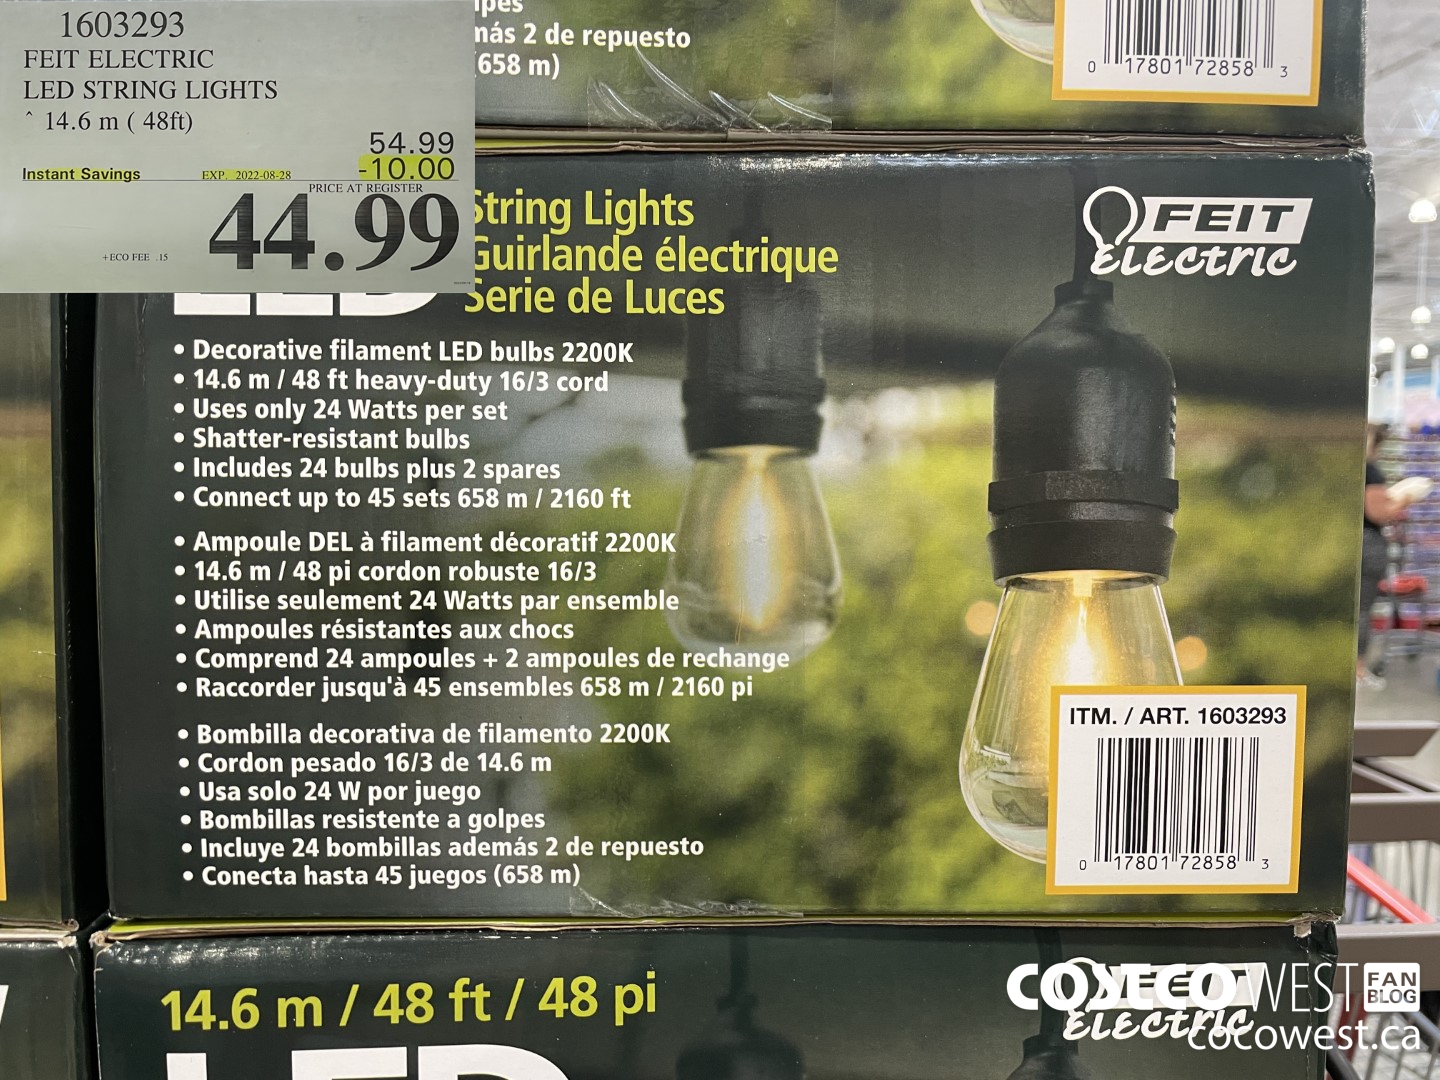 1603293
FEIT ELECTRIC
LED STRING LIGHTS
^ 14.6 m ( 48ft)
54.99
Instant Savings EXP. 2022-08-28 -10.00
PRICE AT REGISTER
+ECO FEE .15 44.99
más 2 de repuesto
(658 m)
0 17801 72858 3
String Lights
Guirlande électrique
LED Serie de Luces
FEIT
Electric
• Decorative filament LED bulbs 2200K
• 14.6 m / 48 ft heavy-duty 16/3 cord
• Uses only 24 Watts per set
• Shatter-resistant bulbs
• Includes 24 bulbs plus 2 spares
• Connect up to 45 sets 658 m / 2160 ft
• Ampoule DEL à filament décoratif 2200K
• 14.6 m / 48 pi cordon robuste 16/3
• Utilise seulement 24 Watts par ensemble
• Ampoules résistantes aux chocs
• Comprend 24 ampoules + 2 ampoules de rechange
• Raccorder jusqu'à 45 ensembles 658 m / 2160 pi
• Bombilla decorativa de filamento 2200K
• Cordon pesado 16/3 de 14.6 m
• Usa solo 24 W por juego
• Bombillas resistente a golpes
• Incluye 24 bombillas además 2 de repuesto
• Conecta hasta 45 juegos (658 m)
ITM. / ART. 1603293
0 17801 72858 3
14.6 m / 48 ft / 48 pi
LED
FEIT
Electric
COSTCO WEST FAN BLOG
cocowest.ca